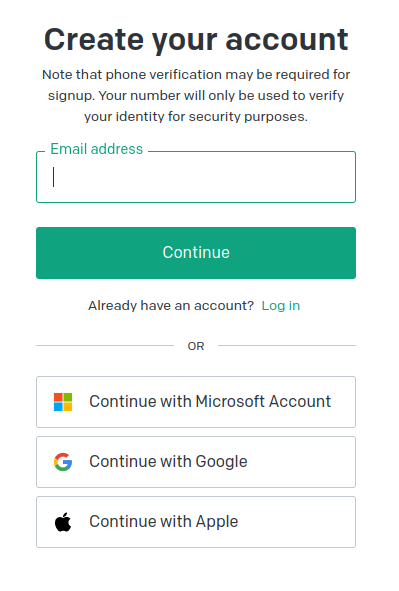 Create your account
Note that phone verification may be required for
signup. Your number will only be used to verify
your identity for security purposes.
Email address
Continue
Already have an account? Log in
OR
Continue with Microsoft Account
Continue with Google
Continue with Apple